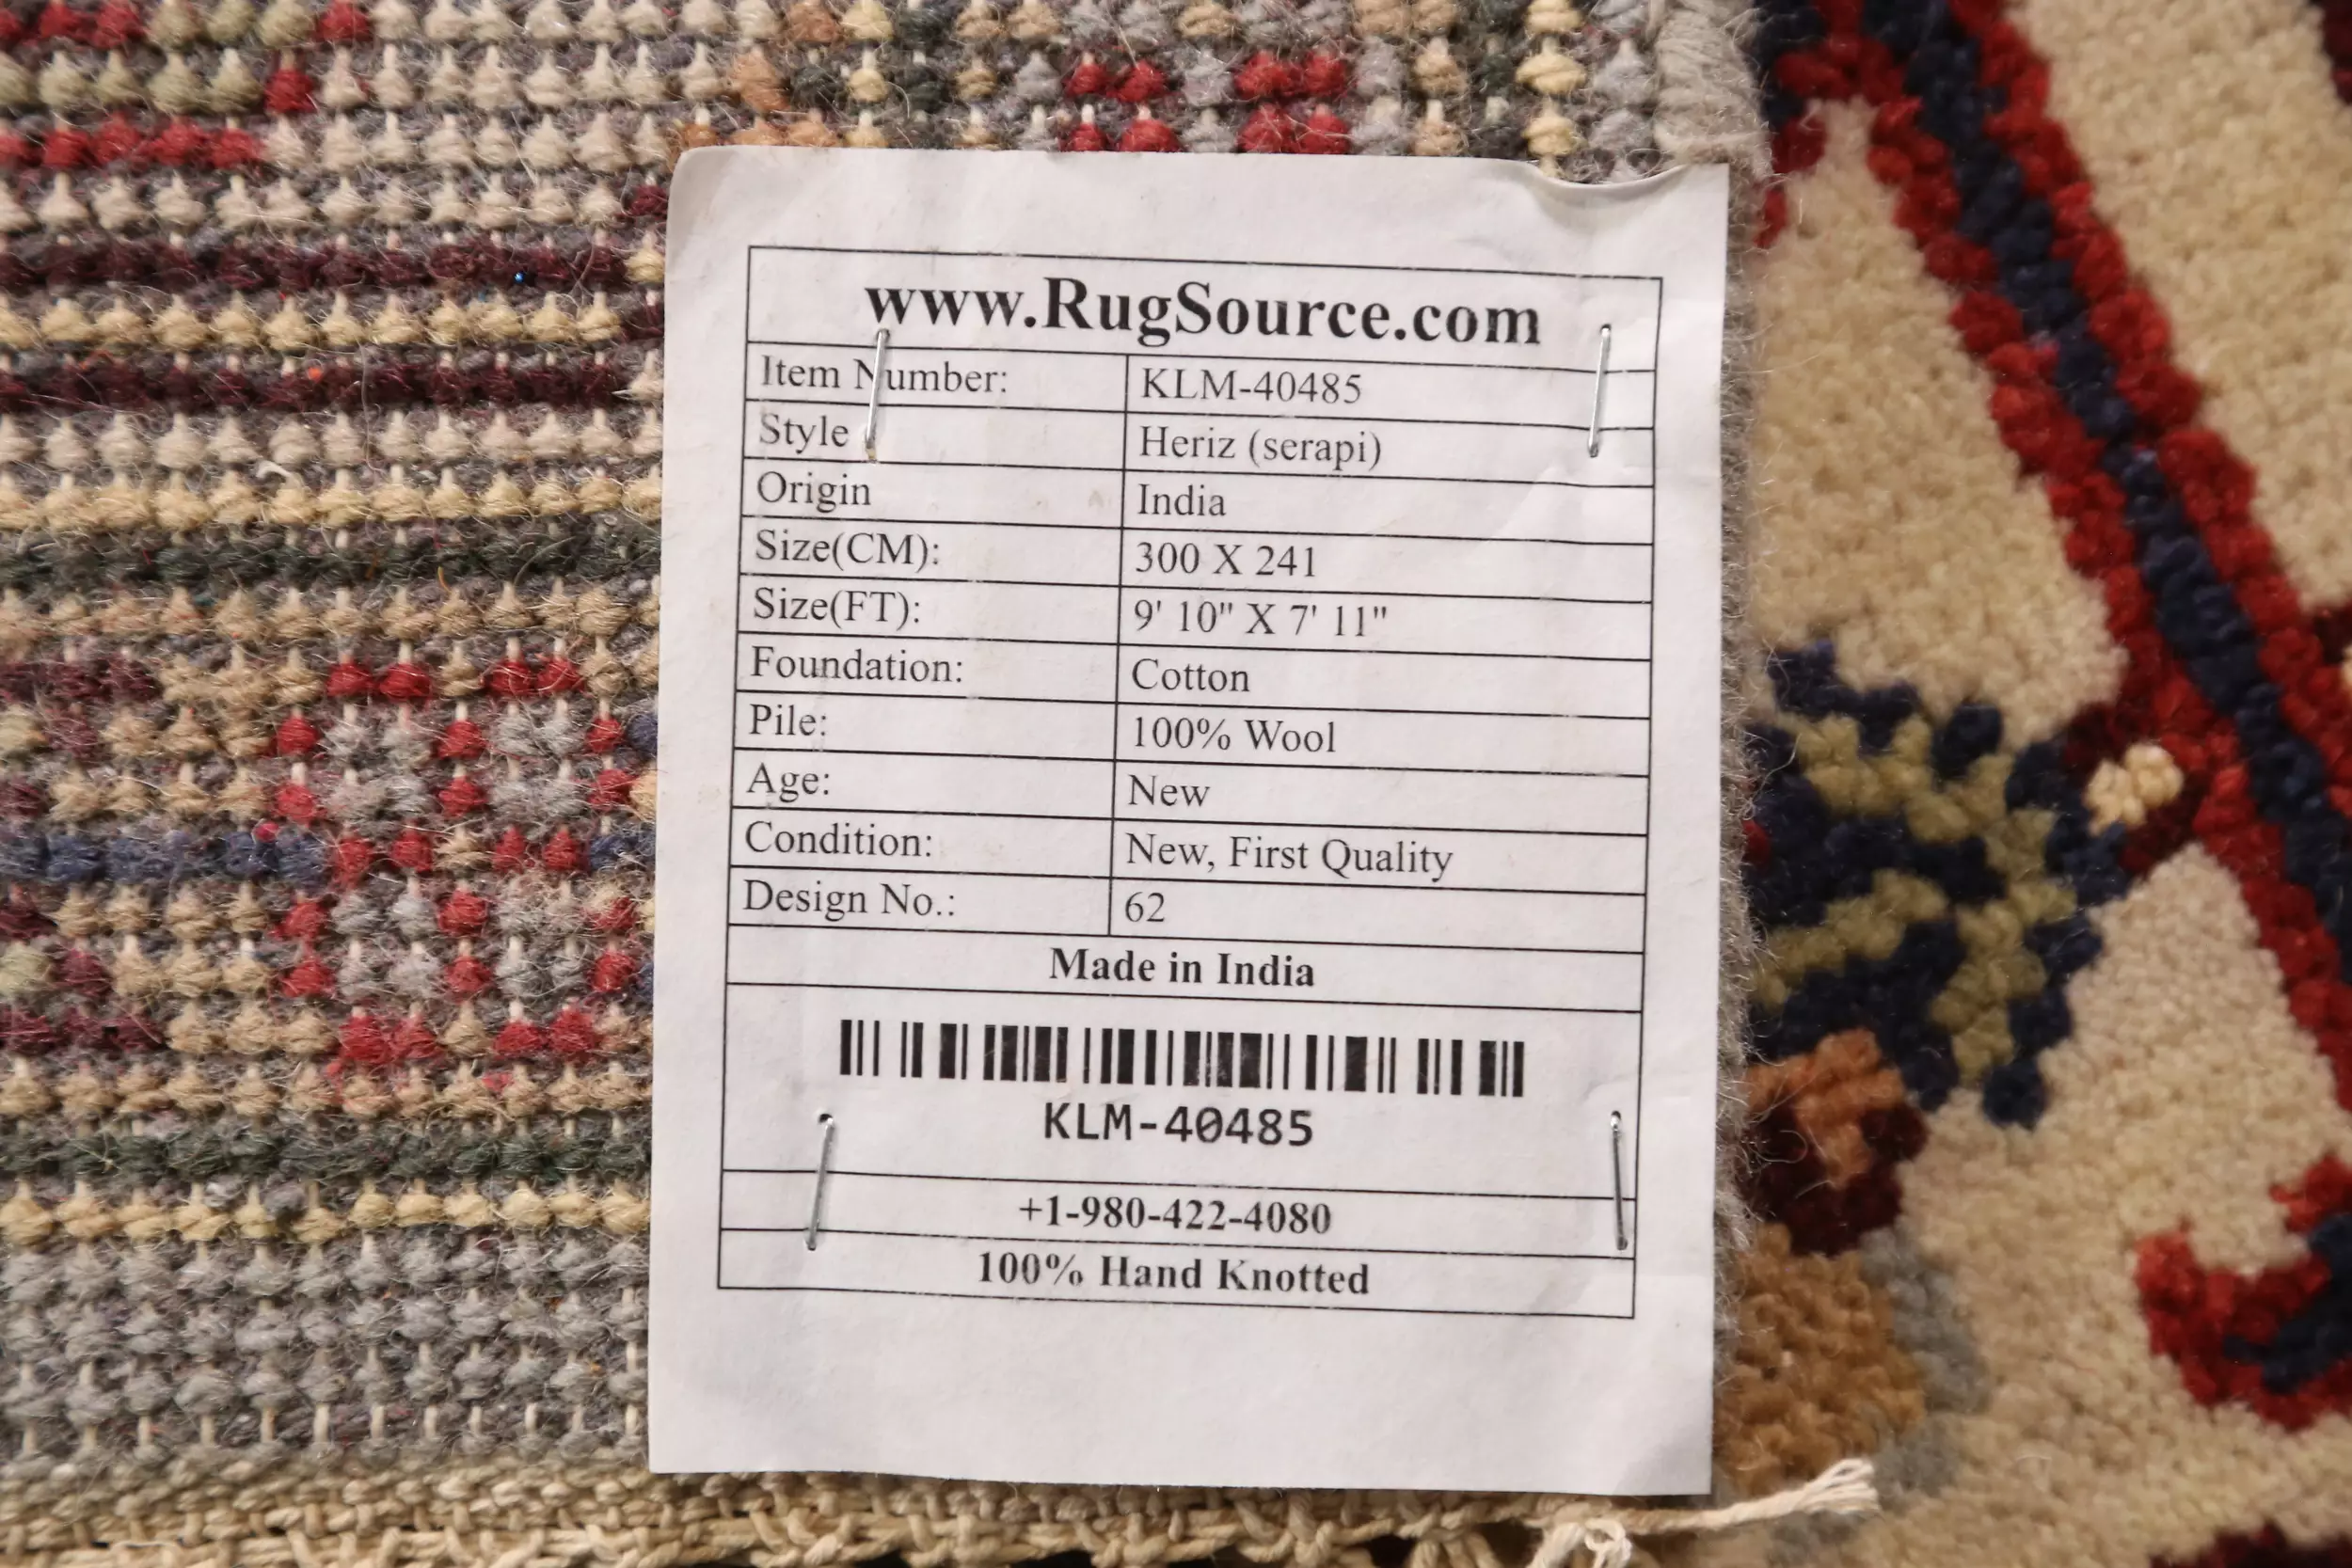 www.RugSource.com
Item Number: KLM-40485
Style Heriz (serapi)
Origin India
Size(CM): 300 X 241
Size(FT): 9' 10" X 7' 11"
Foundation: Cotton
Pile: 100% Wool
Age: New
Condition: New, First Quality
Design No.: 62
Made in India
KLM-40485
+1-980-422-4080
100% Hand Knotted